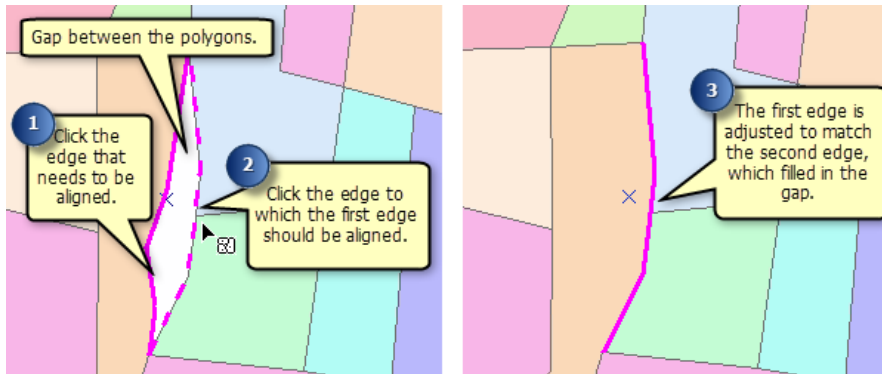 Gap between the polygons.
1
Click the
edge that
needs to be
aligned.
2
Click the edge to
which the first edge
should be aligned.
3
The first edge is
adjusted to match
the second edge,
which filled in the
gap.